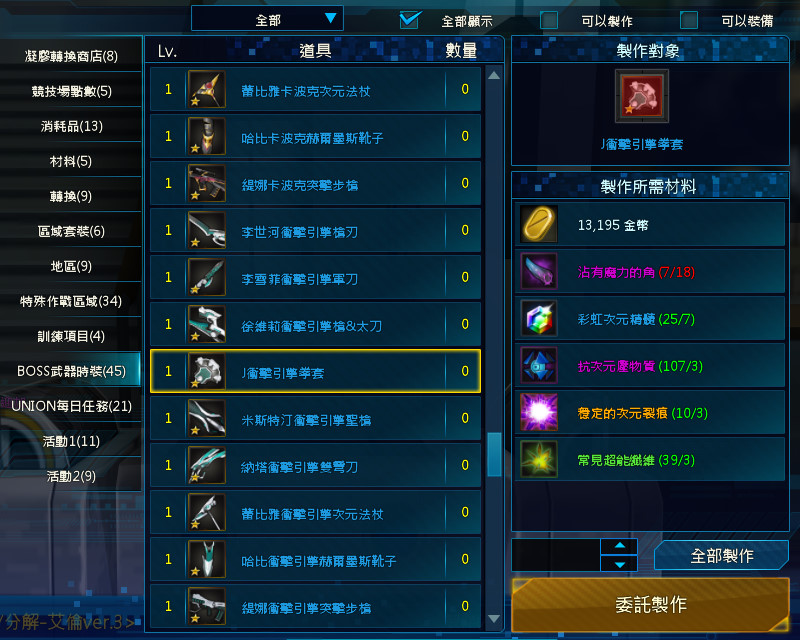 全部
全部顯示
可以製作
可以裝備
凝膠轉換商店(8)
競技場點數(5)
消耗品(13)
材料(5)
轉換(9)
區域套裝(6)
地區(9)
特殊作戰區域(34)
訓練項目(4)
BOSS武器時裝(45)
UNION每日任務(21)
活動1(11)
活動2(9)
/分解-艾倫ver.3>
Lv. 道具 數量
1 蕾比雅卡波克次元法杖 0
1 哈比卡波克赫爾墨斯靴子 0
1 緹娜卡波克突擊步槍 0
1 李世河衝擊引擎槍刃 0
1 李雪菲衝擊引擎軍刀 0
1 徐維莉衝擊引擎槍&太刀 0
1 J衝擊引擎拳套 0
1 米斯特汀衝擊引擎聖槍 0
1 納塔衝擊引擎雙彎刀 0
1 蕾比雅衝擊引擎次元法杖 0
1 哈比衝擊引擎赫爾墨斯靴子 0
1 緹娜衝擊引擎突擊步槍 0
製作對象
J衝擊引擎拳套
製作所需材料
13,195 金幣
沾有魔力的角 (7/18)
彩虹次元精髓 (25/7)
抗次元塵物質 (107/3)
穩定的次元裂痕 (10/3)
常見超能纖維 (39/3)
全部製作
委託製作